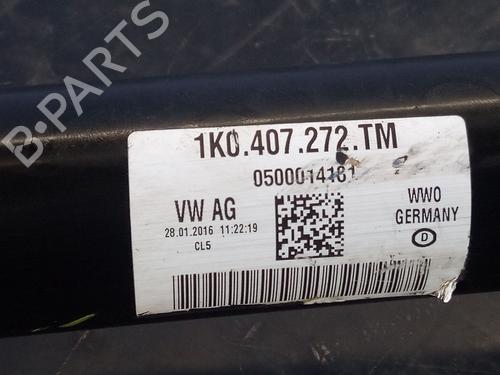 B-PARTS
1K0.407.272.TM
0500014181
VW AG
28.01.2016 11:22:19
CL5
WWO
GERMANY
D